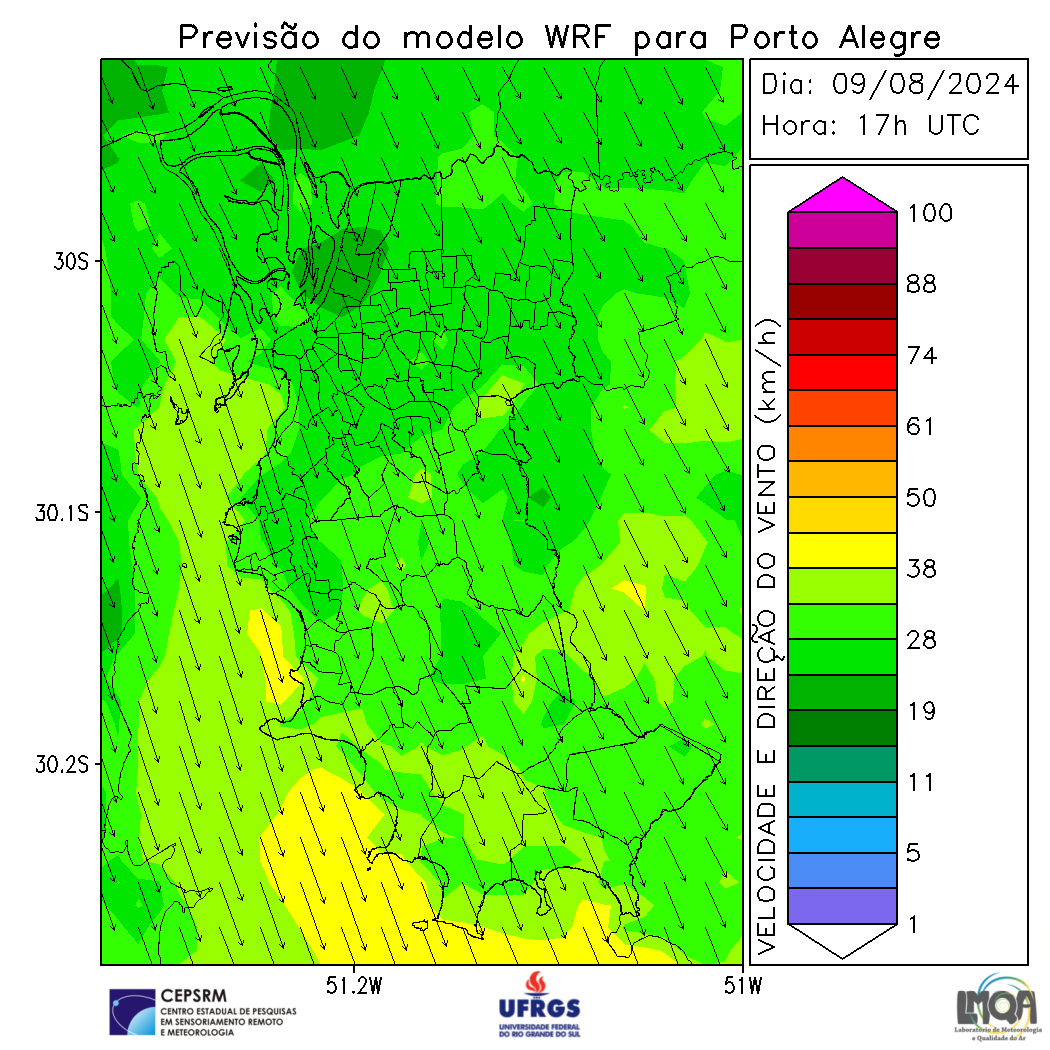 Previsão do modelo WRF para Porto Alegre
Dia: 09/08/2024
Hora: 17h UTC
30S
30.1S
30.2S
51.2W
51W
VELOCIDADE E DIREÇÃO DO VENTO (km/h)
100
88
74
61
50
38
28
19
11
5
1
CEPSRM
CENTRO ESTADUAL DE PESQUISAS
EM SENSORIAMENTO REMOTO
E METEOROLOGIA
UFRGS
UNIVERSIDADE FEDERAL
DO RIO GRANDE DO SUL
LMQA
Laboratório de Meteorologia
e Qualidade do Ar